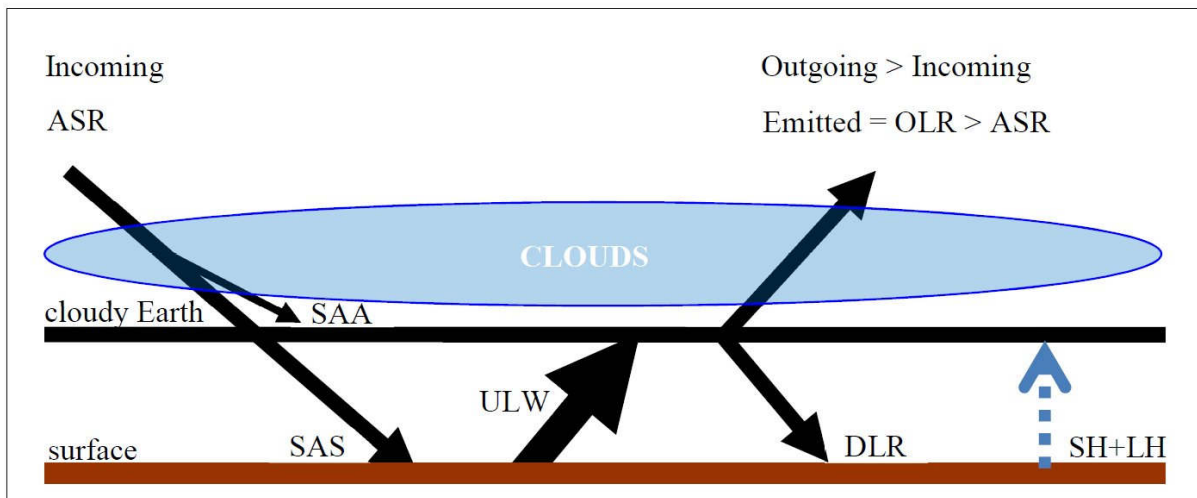 Incoming
ASR
Outgoing > Incoming
Emitted = OLR > ASR
CLOUDS
cloudy Earth
SAA
ULW
surface
SAS
DLR
SH+LH